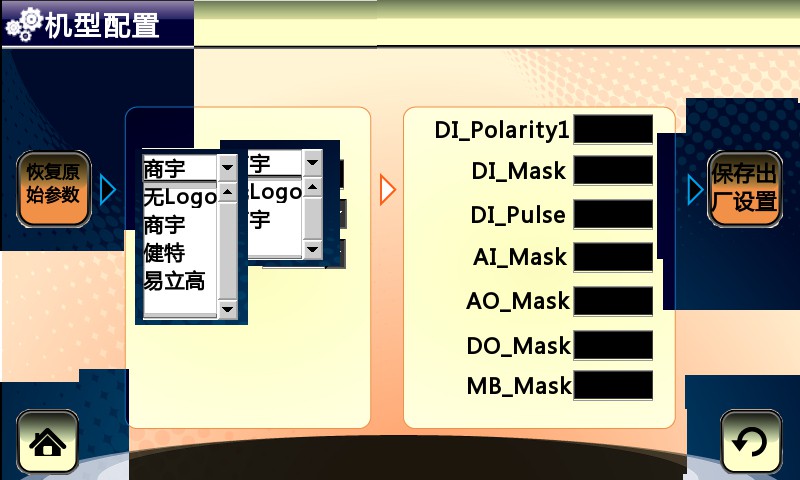 机型配置
恢复原
始参数
商宇
无Logo
商宇
健特
易立高
宇
Logo
宇
DI_Polarity1
DI_Mask
DI_Pulse
AI_Mask
AO_Mask
DO_Mask
MB_Mask
保存出
厂设置